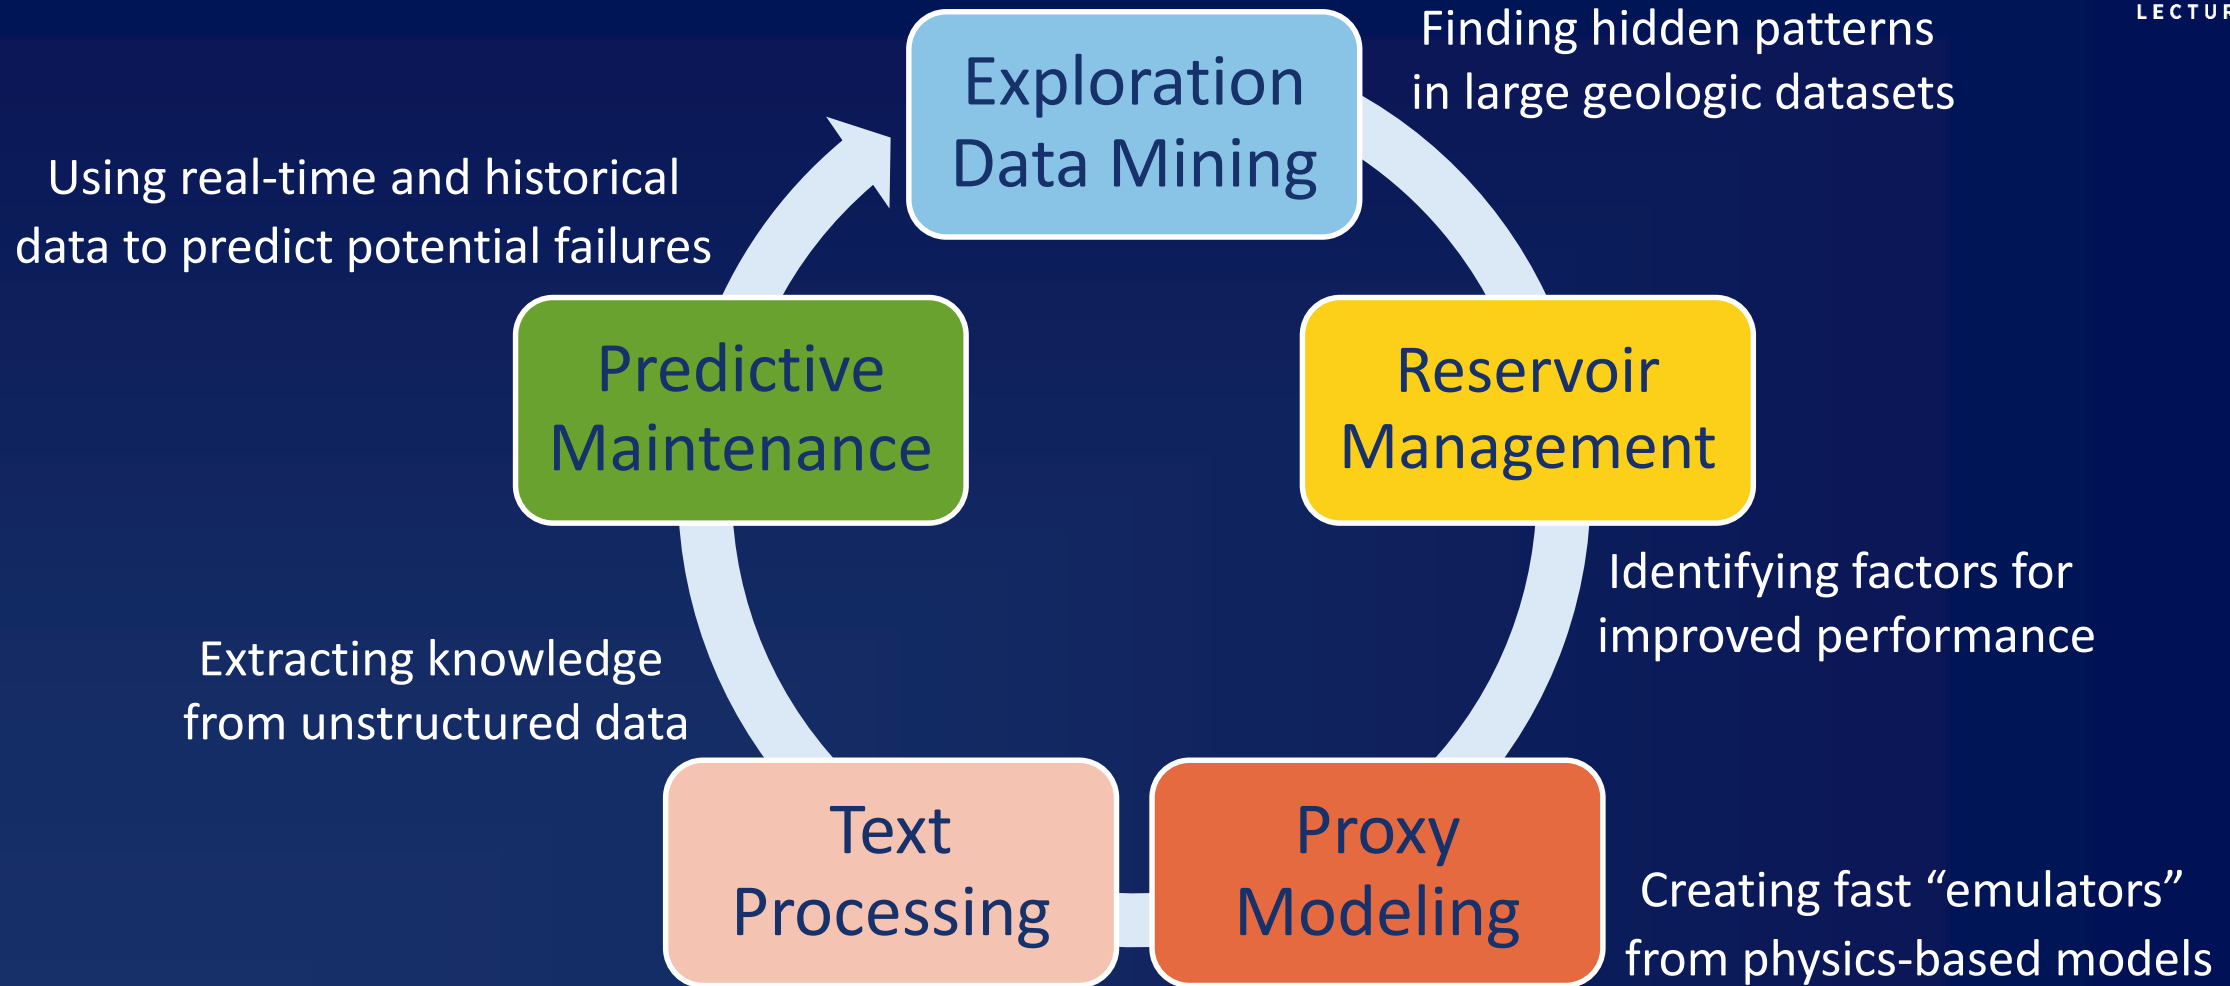 Exploration
Data Mining
Finding hidden patterns
in large geologic datasets
Reservoir
Management
Identifying factors for
improved performance
Proxy
Modeling
Creating fast “emulators”
from physics-based models
Text
Processing
Extracting knowledge
from unstructured data
Predictive
Maintenance
Using real-time and historical
data to predict potential failures